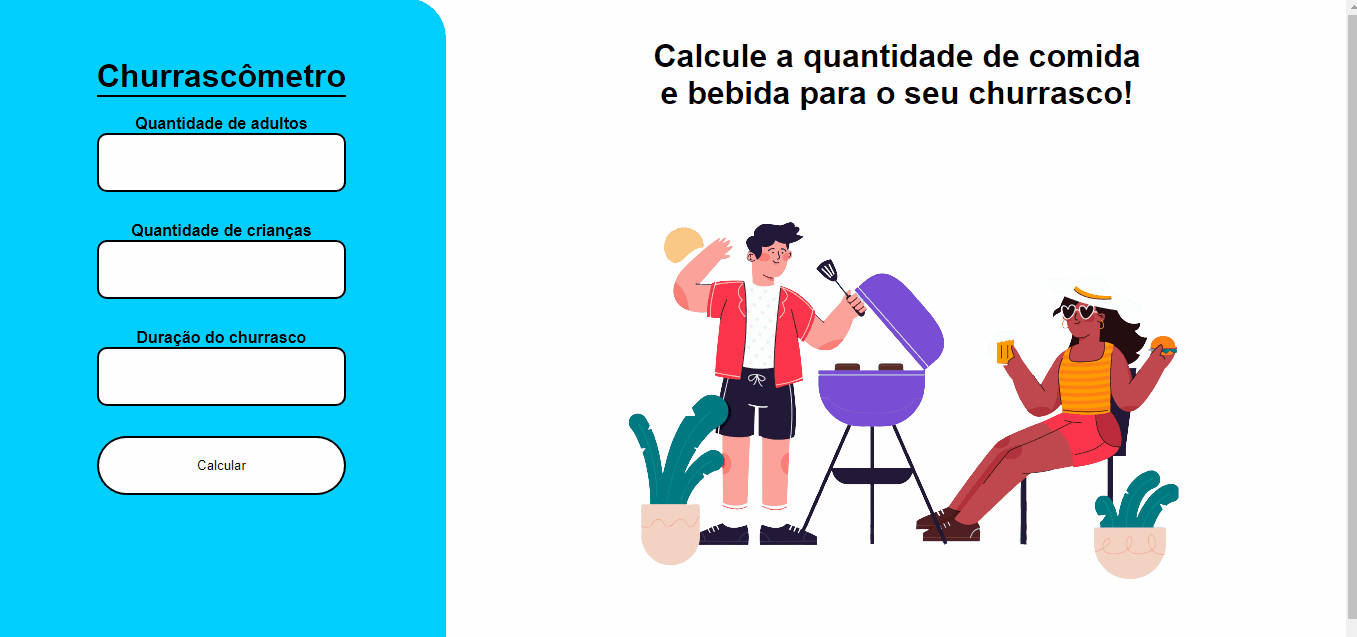 Churrascômetro
Quantidade de adultos
Quantidade de crianças
Duração do churrasco
Calcular
Calcule a quantidade de comida
e bebida para o seu churrasco!